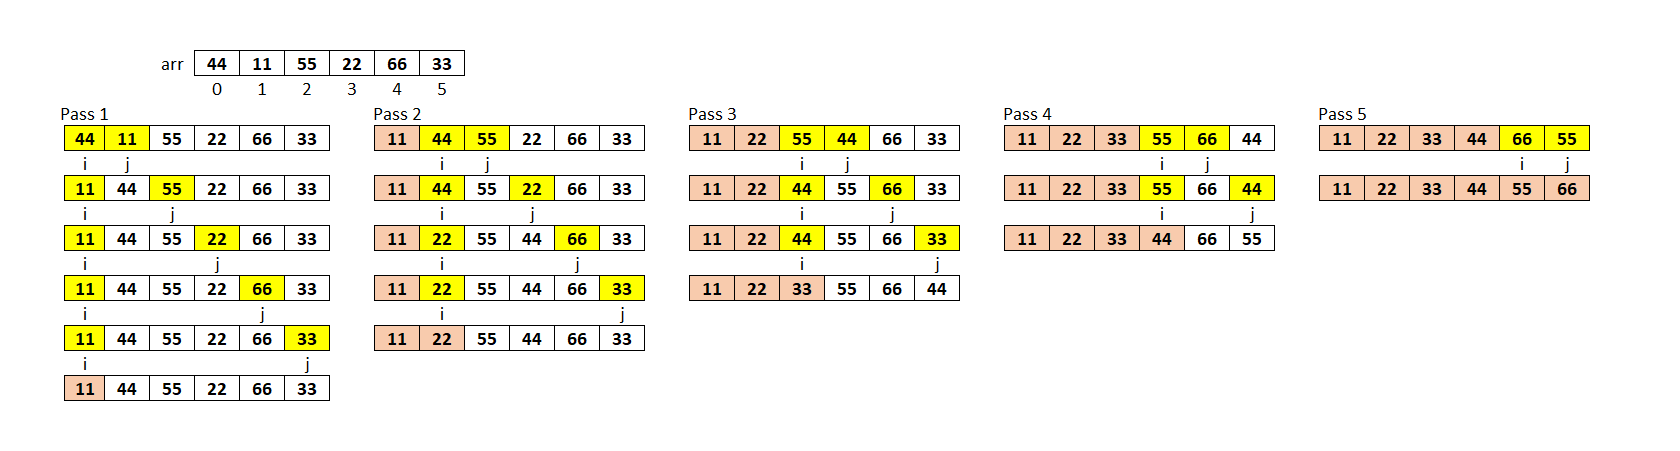 arr 44 11 55 22 66 33
0 1 2 3 4 5
Pass 1 Pass 2 Pass 3 Pass 4 Pass 5
44 11 55 22 66 33 11 44 55 22 66 33 11 22 55 44 66 33 11 22 33 55 66 44 11 22 33 44 66 55
i j i j i j i j i j
11 44 55 22 66 33 11 44 55 22 66 33 11 22 44 55 66 33 11 22 33 55 66 44 11 22 33 44 55 66
i j i j i j i j
11 44 55 22 66 33 11 22 55 44 66 33 11 22 44 55 66 33 11 22 33 44 66 55
i j i j i j
11 44 55 22 66 33 11 22 55 44 66 33 11 22 33 55 66 44
i j i j
11 44 55 22 66 33 11 22 55 44 66 33
i j
11 44 55 22 66 33